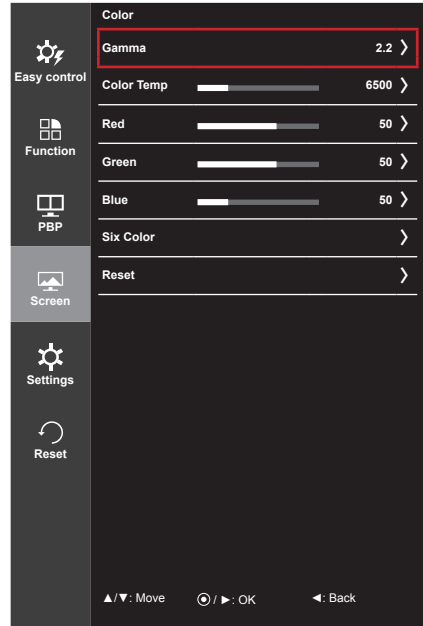 Color
Gamma 2.2
Easy control
Color Temp 6500
Red 50
Function
Green 50
Blue 50
PBP
Six Color
Reset
Screen
Settings
Reset
▲/▼: Move ⦿ / ►: OK ◄: Back